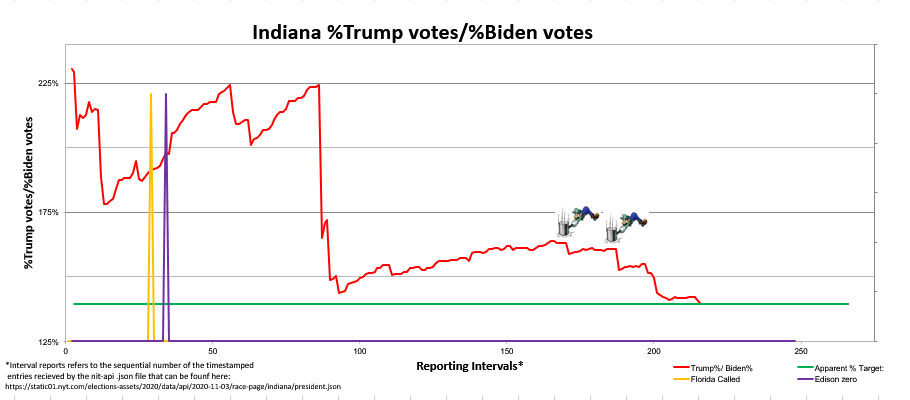 Indiana %Trump votes/%Biden votes
%Trump votes/%Biden votes
225%
175%
125%
0
50
100
150
200
250
Reporting Intervals*
*Interval reports refers to the sequential number of the timestamped
entries recieved by the nit-api .json file that can be founf here:
https://static01.nyt.com/elections-assets/2020/data/api/2020-11-03/race-page/indiana/president.json
Trump%/ Biden%
Apparent % Target:
Florida Called
Edison zero